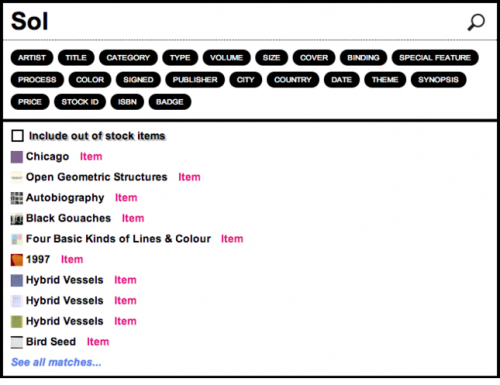 Sol
ARTIST TITLE CATEGORY TYPE VOLUME SIZE COVER BINDING SPECIAL FEATURE
PROCESS COLOR SIGNED PUBLISHER CITY COUNTRY DATE THEME SYNOPSIS
PRICE STOCK ID ISBN BADGE
Include out of stock items
Chicago Item
Open Geometric Structures Item
Autobiography Item
Black Gouaches Item
Four Basic Kinds of Lines & Colour Item
1997 Item
Hybrid Vessels Item
Hybrid Vessels Item
Hybrid Vessels Item
Bird Seed Item
See all matches...